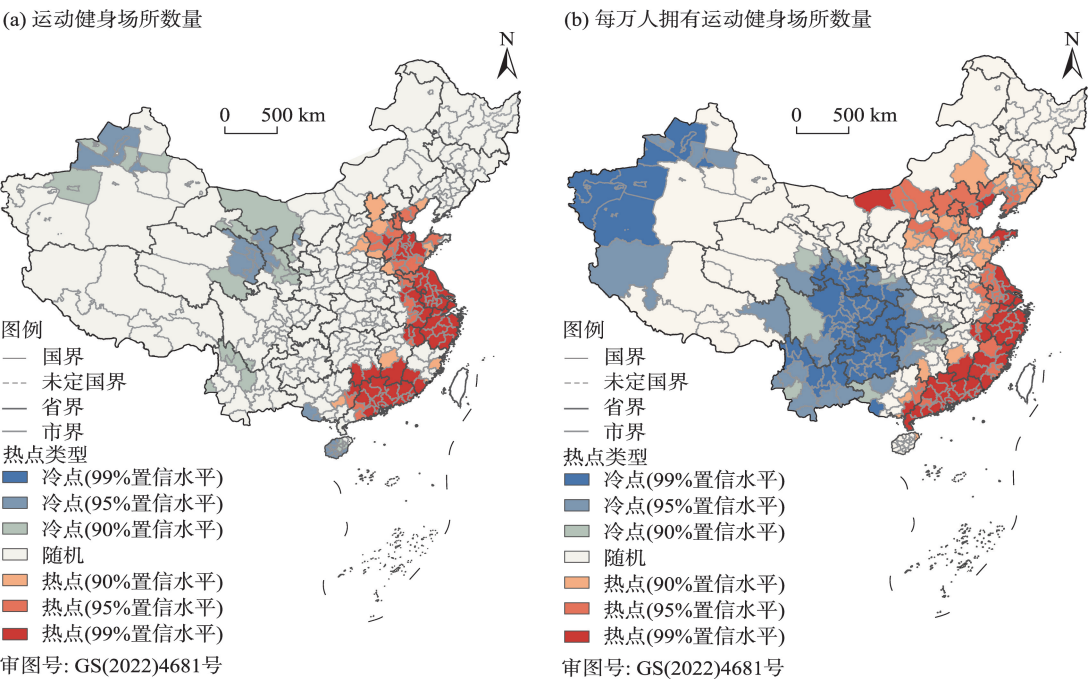 (a) 运动健身场所数量
N
0 500 km
图例
国界
未定国界
省界
市界
热点类型
冷点(99%置信水平)
冷点(95%置信水平)
冷点(90%置信水平)
随机
热点(90%置信水平)
热点(95%置信水平)
热点(99%置信水平)
审图号: GS(2022)4681号
(b) 每万人拥有运动健身场所数量
N
0 500 km
图例
国界
未定国界
省界
市界
热点类型
冷点(99%置信水平)
冷点(95%置信水平)
冷点(90%置信水平)
随机
热点(90%置信水平)
热点(95%置信水平)
热点(99%置信水平)
审图号: GS(2022)4681号